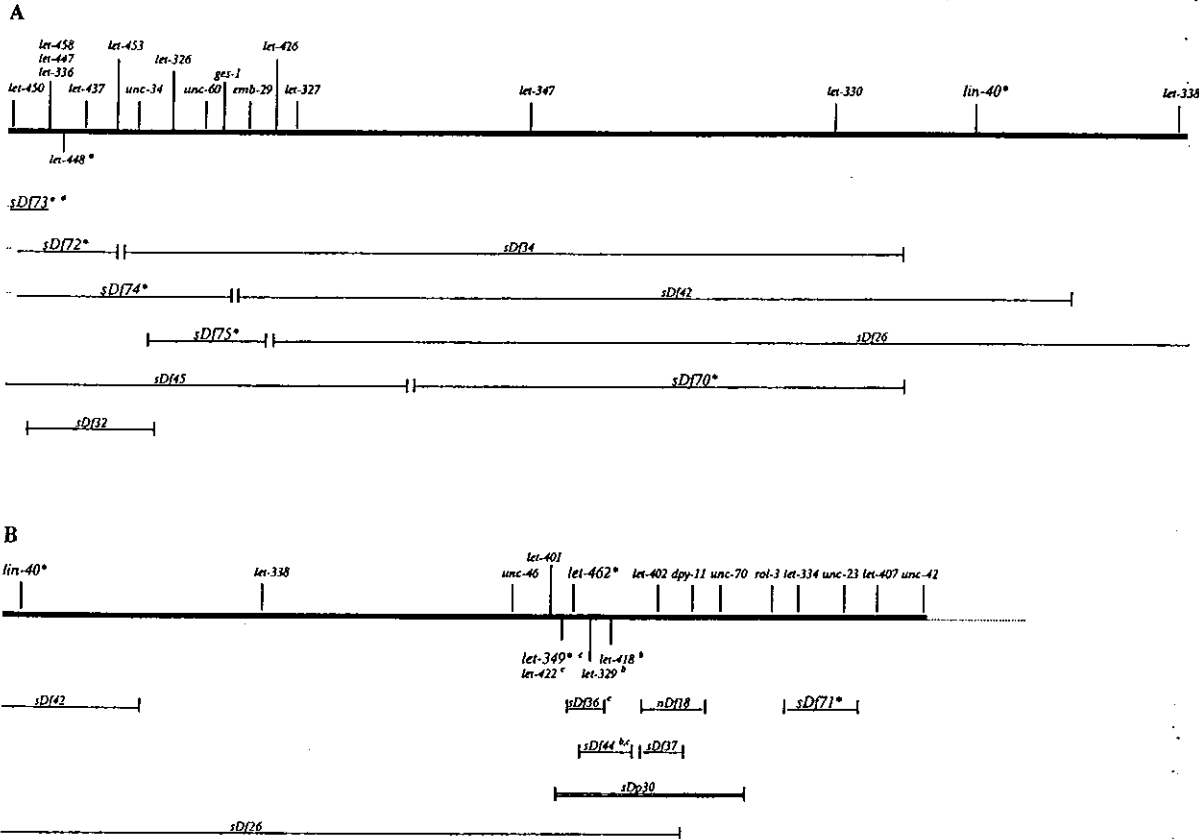 A
let-458 let-453 let-426
let-447 let-326
let-336 ges-1
let-450 let-437 unc-34 unc-60 emb-29 let-327 let-347 let-330 lin-40* let-338
let-448 *
sDf73* *
sDf72* sDf34
sDf74* sDf42
sDf75* sDf26
sDf45 sDf70*
sDf32
B
let-401
lin-40* let-338 unc-46 let-462* let-402 dpy-11 unc-70 rol-3 let-334 unc-23 let-407 unc-42
let-349* c let-418 b
let-422 c let-329 b
sDf42 sDf36 c nDf18 sDf71*
sDf44 b,c sDf37
sDp30
sDf26